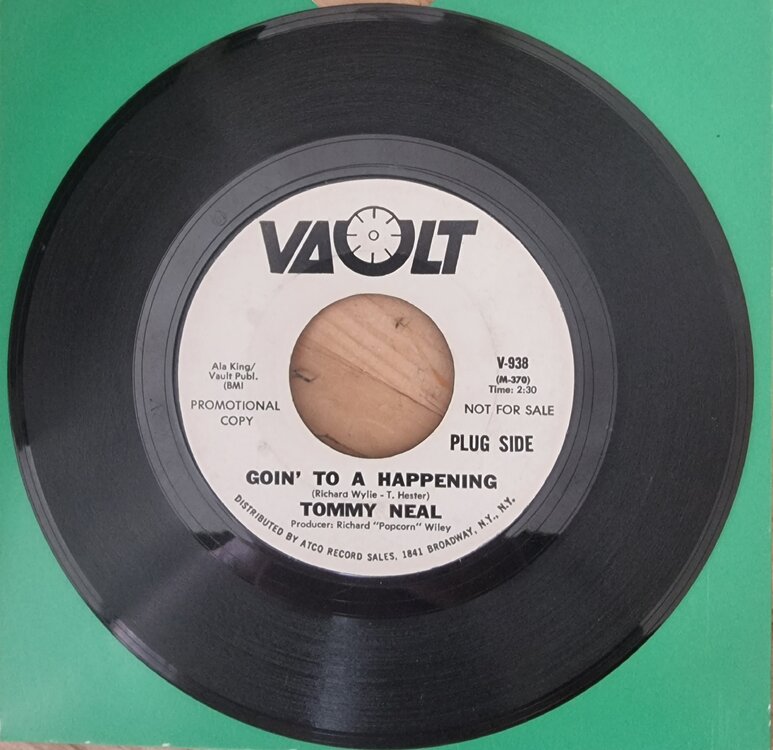 VAULT
Ala King/
Vault Publ.
(BMI
PROMOTIONAL
COPY
V-938
(M-370)
Time: 2:30
NOT FOR SALE
PLUG SIDE
GOIN' TO A HAPPENING
(Richard Wylie - T. Hester)
TOMMY NEAL
Producer: Richard "Popcorn" Wiley
DISTRIBUTED BY ATCO RECORD SALES, 1841 BROADWAY, N.Y., N.Y.